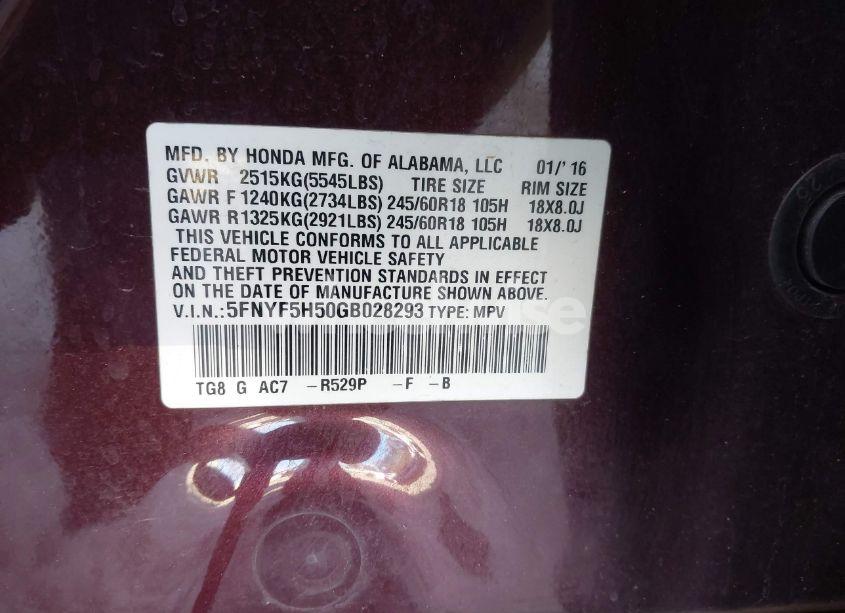 MFD. BY HONDA MFG. OF ALABAMA, LLC 01/' 16
GVWR 2515KG(5545LBS) TIRE SIZE RIM SIZE
GAWR F 1240KG(2734LBS) 245/60R18 105H 18X8.0J
GAWR R1325KG(2921LBS) 245/60R18 105H 18X8.0J
THIS VEHICLE CONFORMS TO ALL APPLICABLE
FEDERAL MOTOR VEHICLE SAFETY
AND THEFT PREVENTION STANDARDS IN EFFECT
ON THE DATE OF MANUFACTURE SHOWN ABOVE.
V.I.N.:5FNYF5H50GB028293 TYPE: MPV
TG8 G AC7 -R529P -F -B